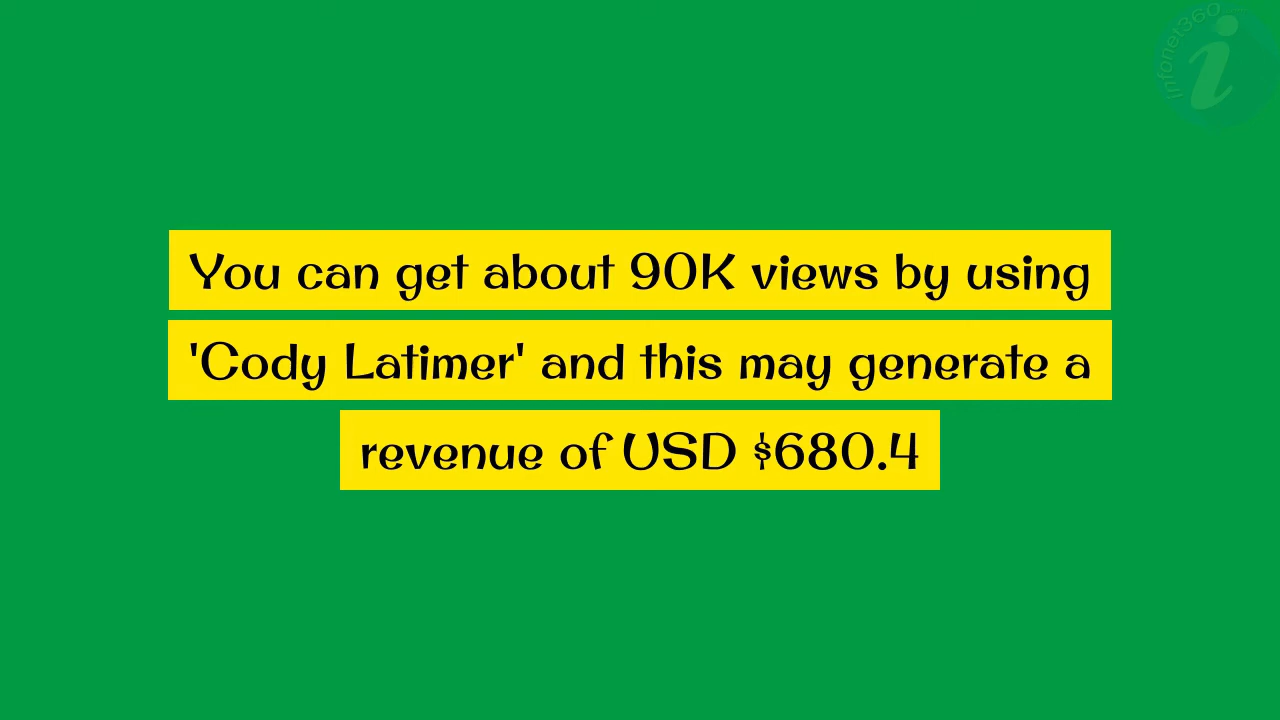 infonet360
You can get about 90K views by using
'Cody Latimer' and this may generate a
revenue of USD $680.4